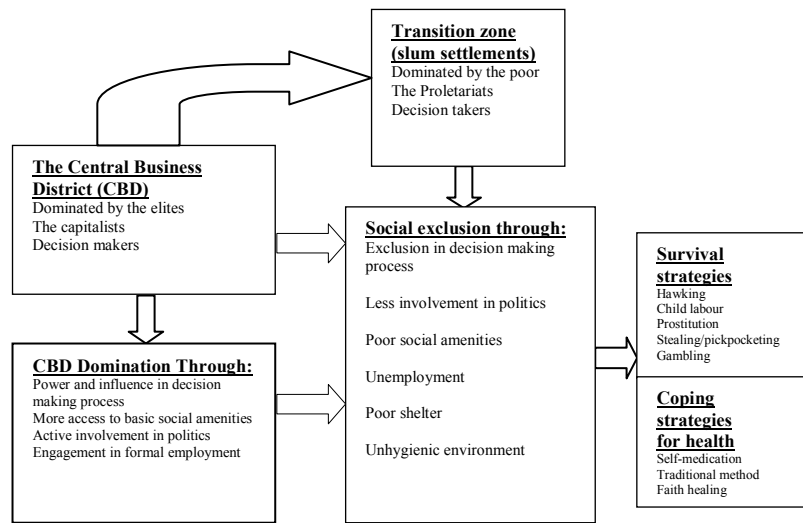 Transition zone
(slum settlements)
Dominated by the poor
The Proletariats
Decision takers
The Central Business
District (CBD)
Dominated by the elites
The capitalists
Decision makers
Social exclusion through:
Exclusion in decision making
process
Less involvement in politics
Poor social amenities
Unemployment
Poor shelter
Unhygienic environment
CBD Domination Through:
Power and influence in decision
making process
More access to basic social amenities
Active involvement in politics
Engagement in formal employment
Survival
strategies
Hawking
Child labour
Prostitution
Stealing/pickpocketing
Gambling
Coping
strategies
for health
Self-medication
Traditional method
Faith healing